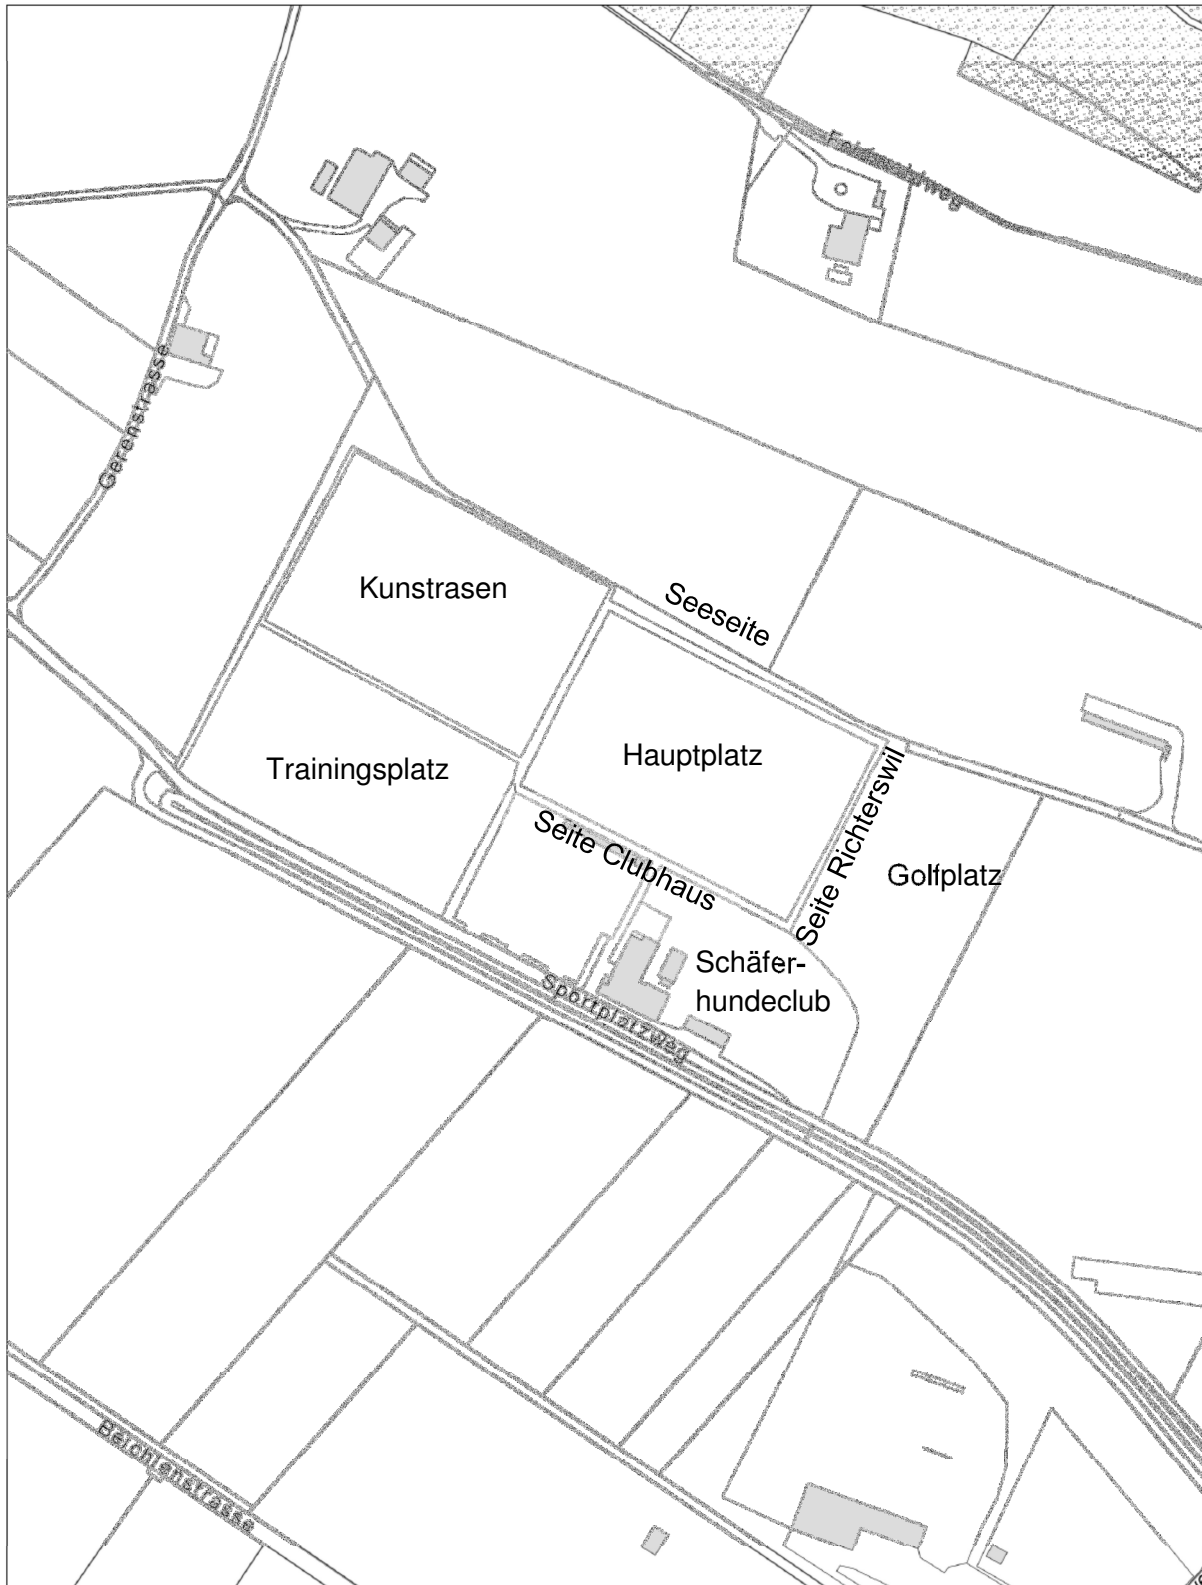 Gerenstrasse
Kunstrasen
Seeseite
Trainingsplatz
Hauptplatz
Seite Richterswil
Seite Clubhaus
Golfplatz
Schäfer-
hundeclub
Sportplatzweg
Beichlenstrasse